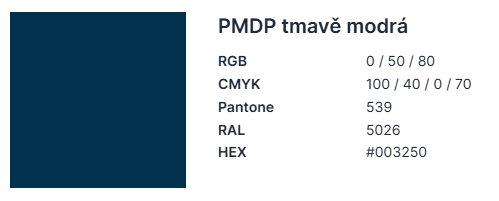 PMDP tmavě modrá
RGB 0 / 50 / 80
CMYK 100 / 40 / 0 / 70
Pantone 539
RAL 5026
HEX #003250